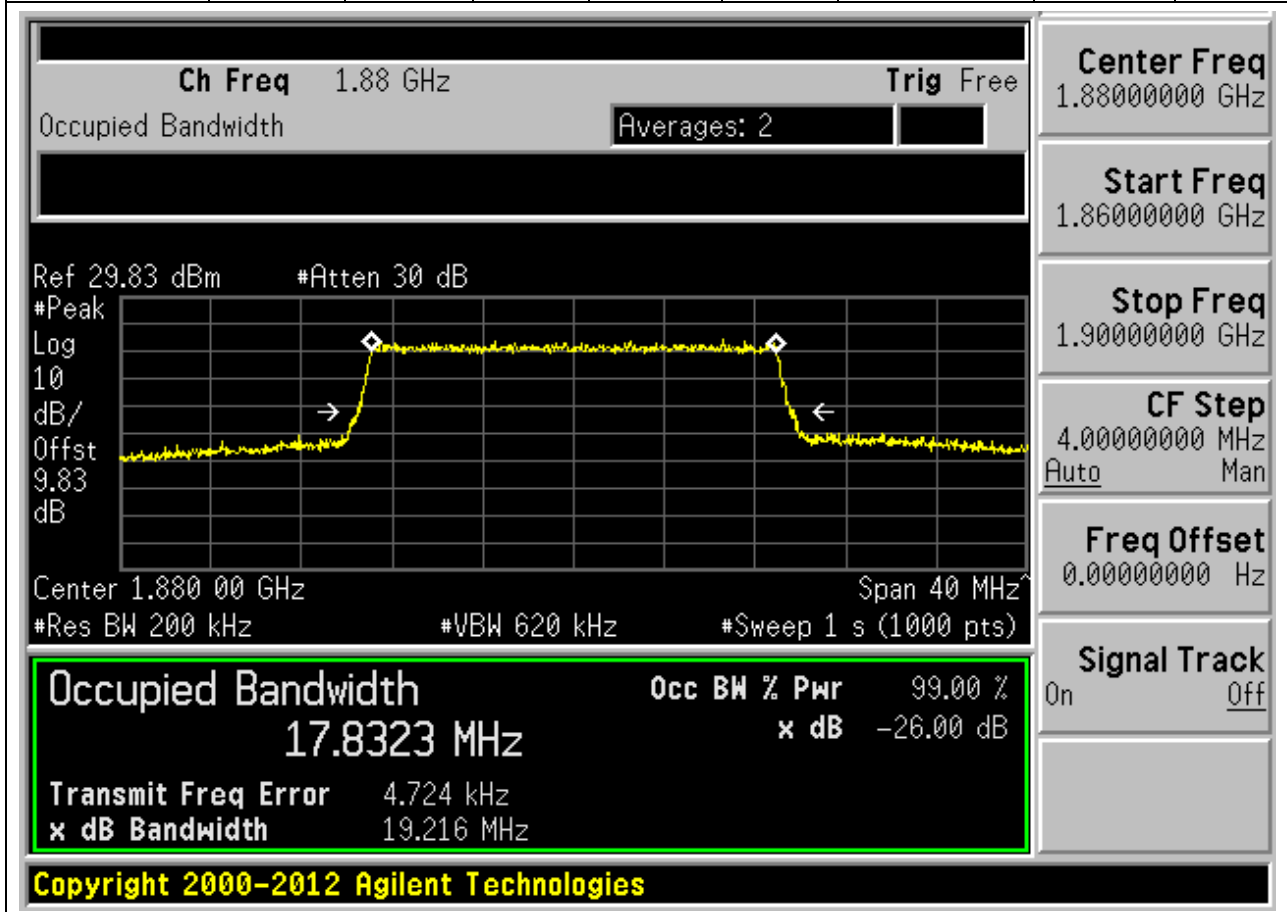 Ch Freq 1.88 GHz Trig Free
Occupied Bandwidth Averages: 2
Ref 29.83 dBm #Atten 30 dB
#Peak
Log
10
dB/
Offst
9.83
dB
Center 1.880 00 GHz Span 40 MHz^
#Res BW 200 kHz #VBW 620 kHz #Sweep 1 s (1000 pts)
Occupied Bandwidth Occ BW % Pwr 99.00 %
17.8323 MHz x dB -26.00 dB
Transmit Freq Error 4.724 kHz
x dB Bandwidth 19.216 MHz
Copyright 2000-2012 Agilent Technologies
Center Freq
1.88000000 GHz
Start Freq
1.86000000 GHz
Stop Freq
1.90000000 GHz
CF Step
4.00000000 MHz
Auto Man
Freq Offset
0.00000000 Hz
Signal Track
On Off